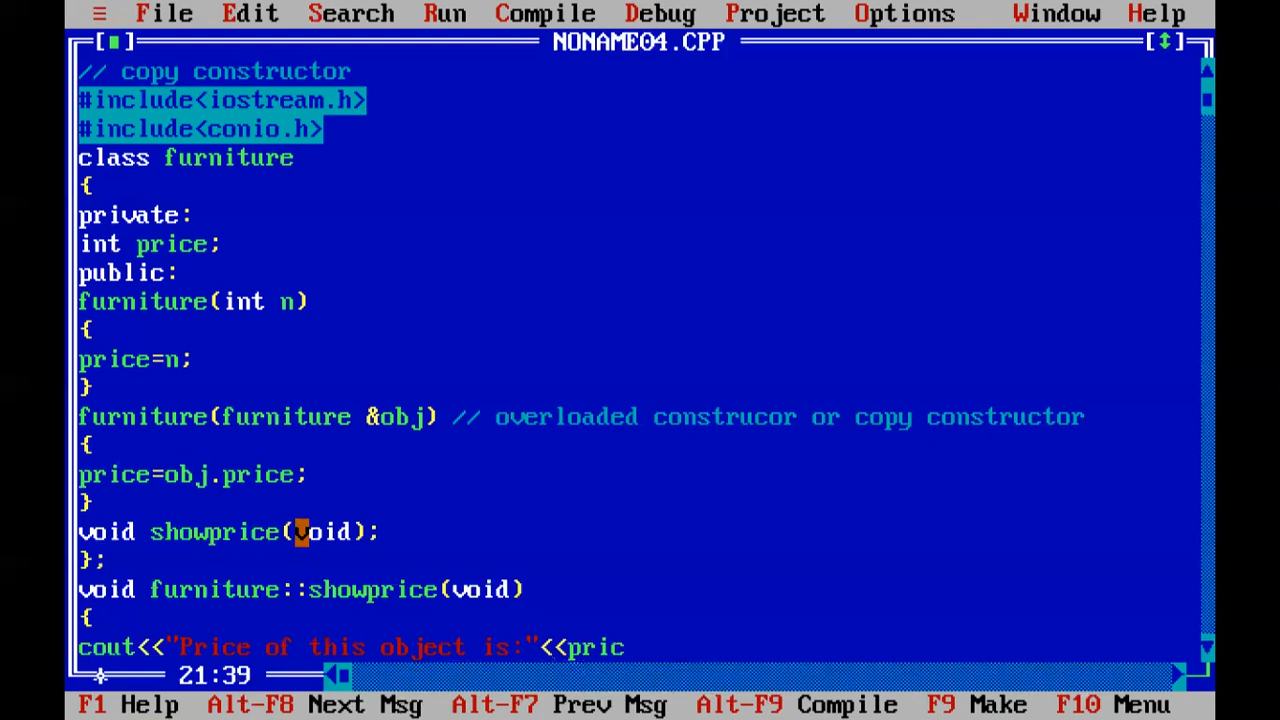 ≡ File Edit Search Run Compile Debug Project Options Window Help
[■] NONAME04.CPP [↕]
// copy constructor
#include<iostream.h>
#include<conio.h>
class furniture
{
private:
int price;
public:
furniture(int n)
{
price=n;
}
furniture(furniture &obj) // overloaded construcor or copy constructor
{
price=obj.price;
}
void showprice(void);
};
void furniture::showprice(void)
{
cout<<"Price of this object is:"<<pric
21:39
F1 Help Alt-F8 Next Msg Alt-F7 Prev Msg Alt-F9 Compile F9 Make F10 Menu